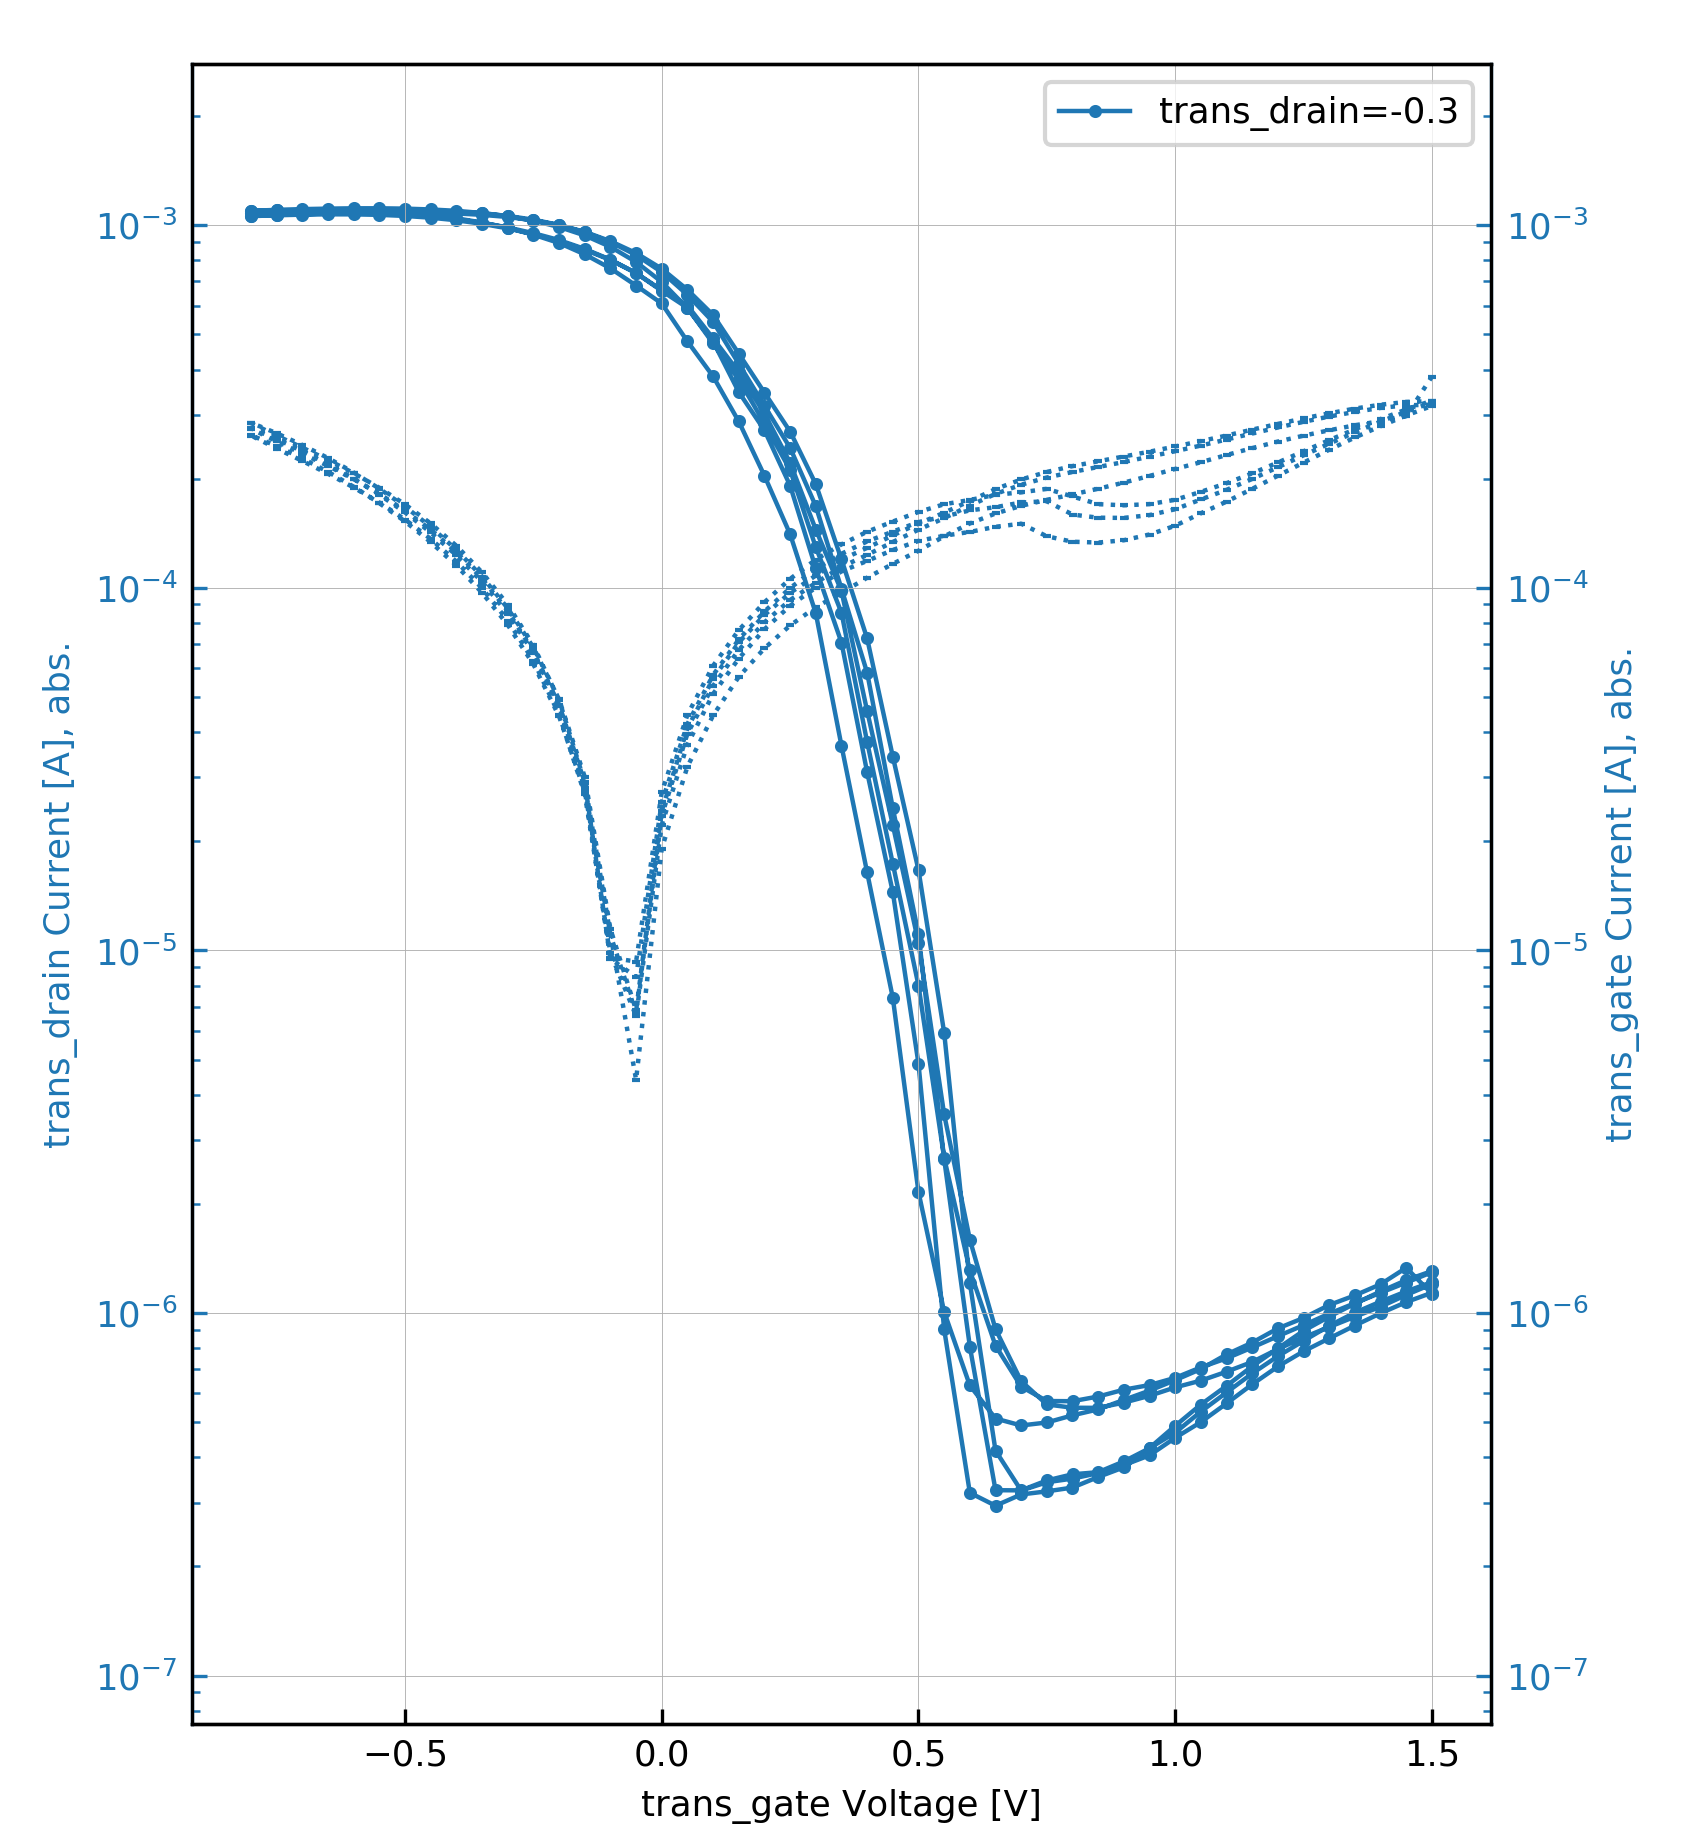 trans_drain=-0.3
10⁻³
10⁻⁴
10⁻⁵
10⁻⁶
10⁻⁷
trans_drain Current [A], abs.
10⁻³
10⁻⁴
10⁻⁵
10⁻⁶
10⁻⁷
trans_gate Current [A], abs.
−0.5 0.0 0.5 1.0 1.5
trans_gate Voltage [V]